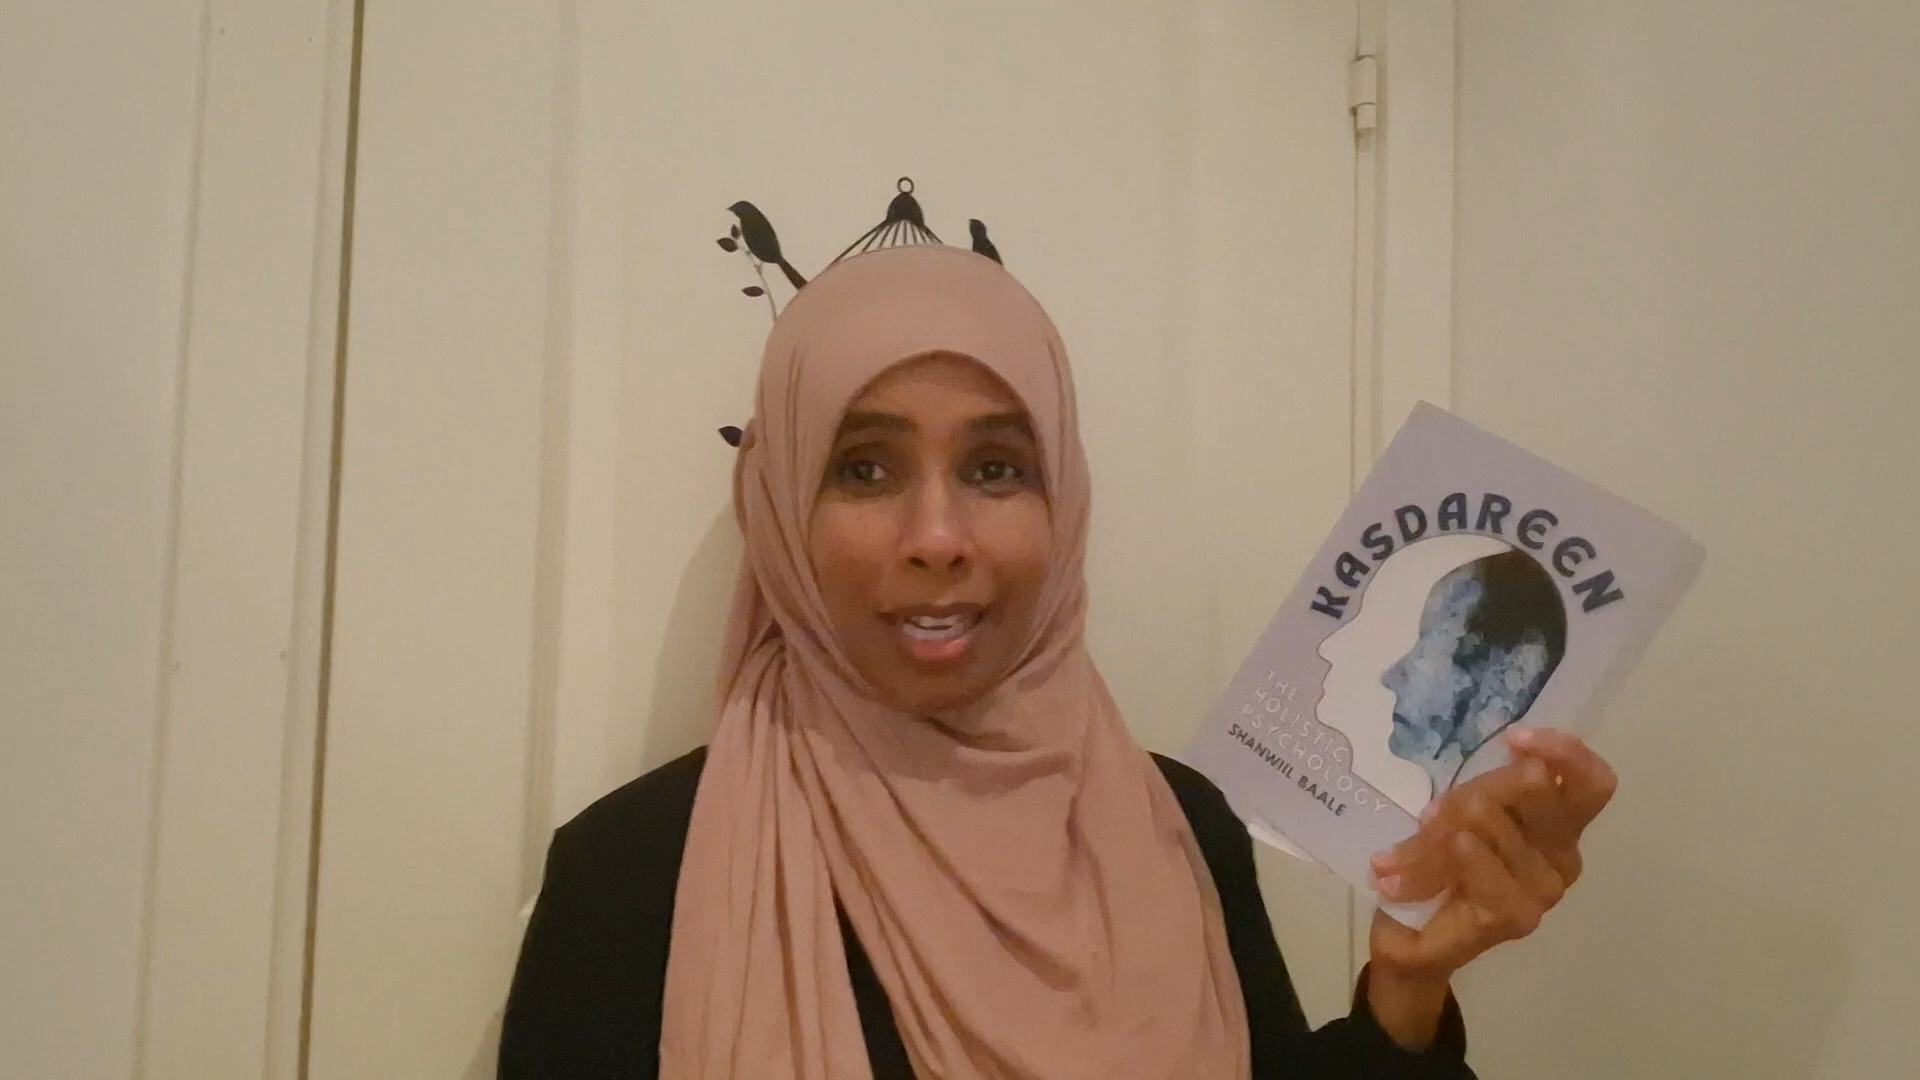 KASDAREEN
THE
HOLISTIC
PSYCHOLOGY
SHANWIIL BAALE